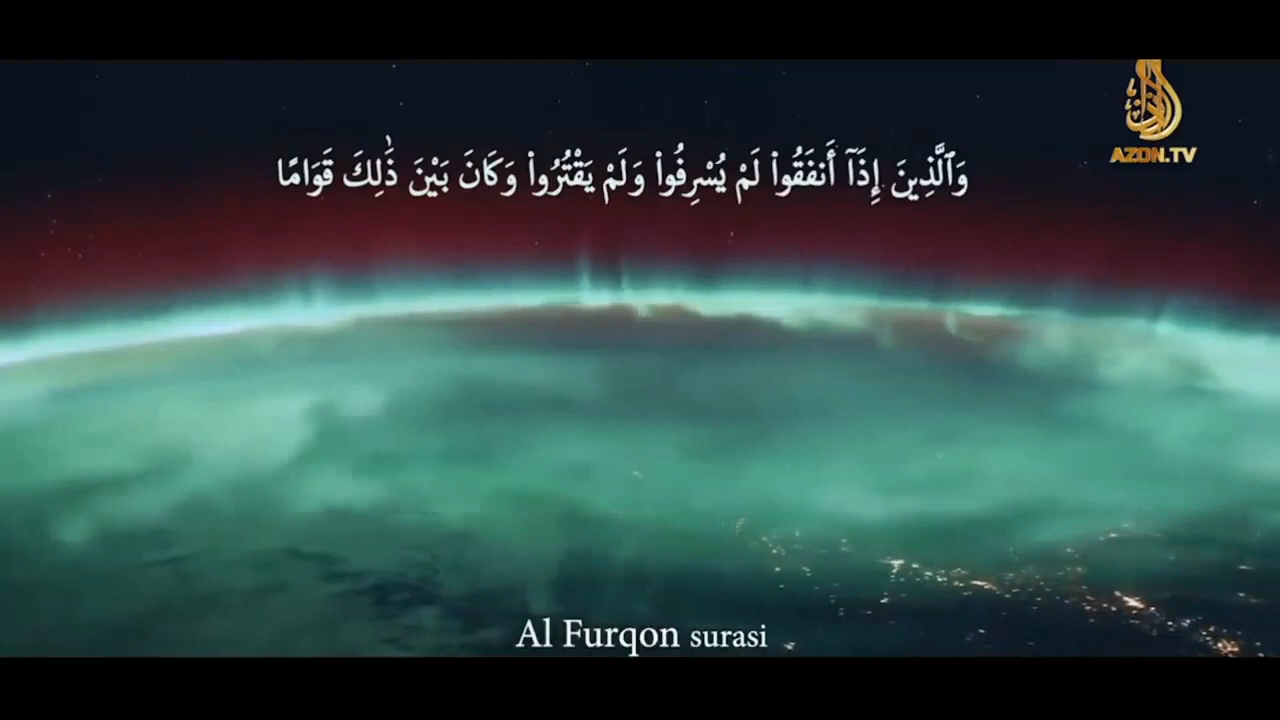 AZON.TV
وَٱلَّذِينَ إِذَآ أَنفَقُوا۟ لَمْ يُسْرِفُوا۟ وَلَمْ يَقْتُرُوا۟ وَكَانَ بَيْنَ ذَٰلِكَ قَوَامًا
Al Furqon surasi